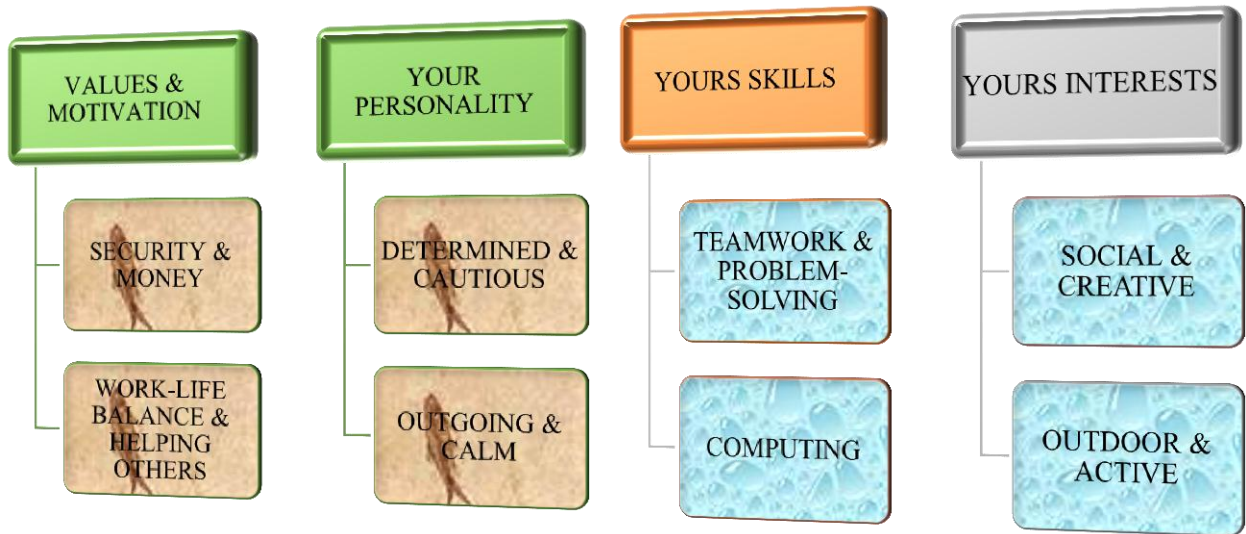 VALUES &
MOTIVATION
SECURITY &
MONEY
WORK-LIFE
BALANCE &
HELPING
OTHERS
YOUR
PERSONALITY
DETERMINED &
CAUTIOUS
OUTGOING &
CALM
YOURS SKILLS
TEAMWORK &
PROBLEM-
SOLVING
COMPUTING
YOURS INTERESTS
SOCIAL &
CREATIVE
OUTDOOR &
ACTIVE